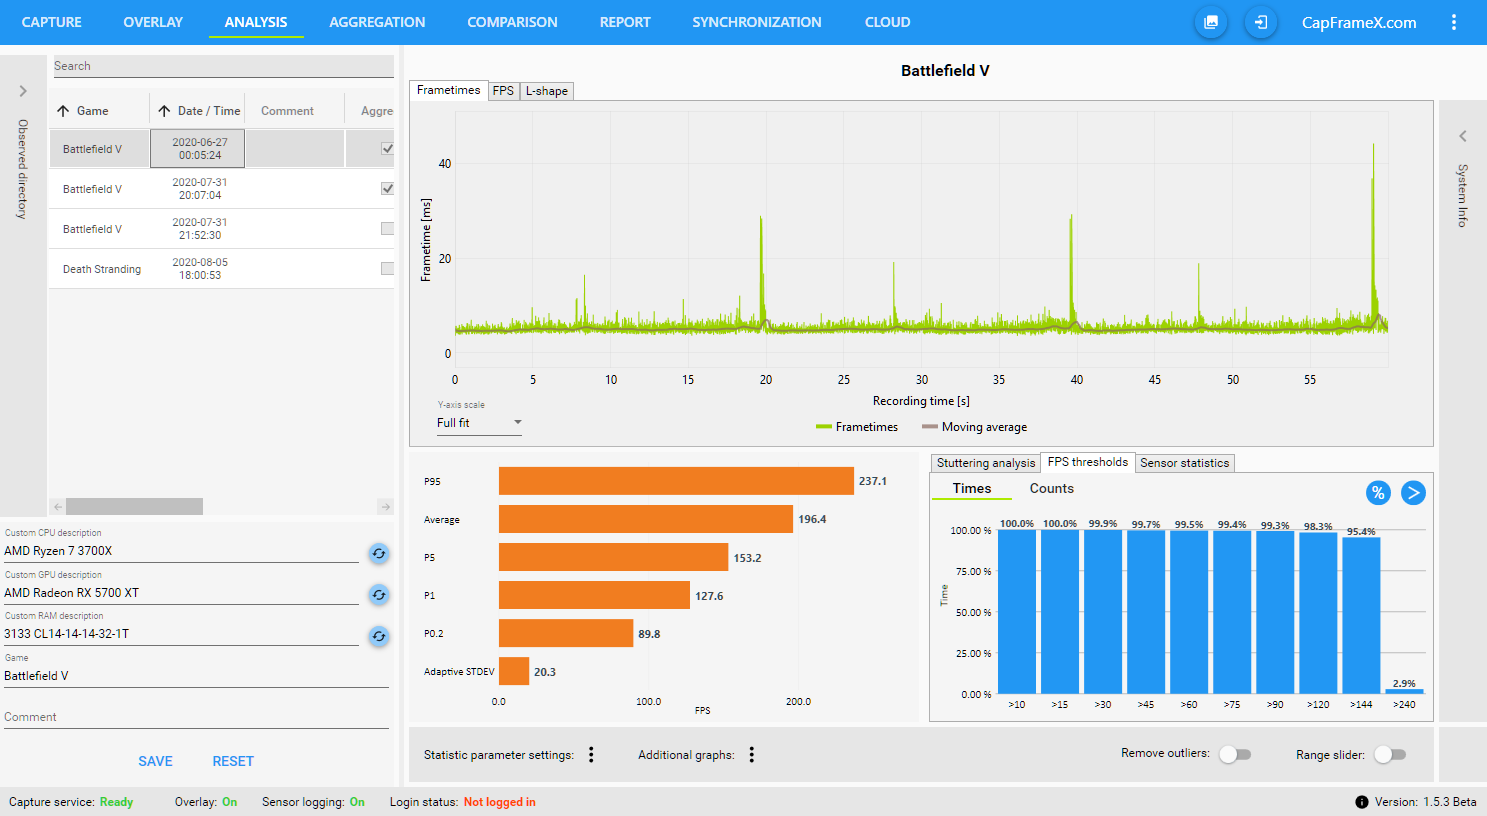 CAPTURE OVERLAY ANALYSIS AGGREGATION COMPARISON REPORT SYNCHRONIZATION CLOUD CapFrameX.com
Search
Game Date / Time Comment Aggre
Battlefield V 2020-06-27 00:05:24
Battlefield V 2020-07-31 20:07:04
Battlefield V 2020-07-31 21:52:30
Death Stranding 2020-08-05 18:00:53
Observed directory
Custom CPU description
AMD Ryzen 7 3700X
Custom GPU description
AMD Radeon RX 5700 XT
Custom RAM description
3133 CL14-14-14-32-1T
Game
Battlefield V
Comment
SAVE RESET
Battlefield V
Frametimes FPS L-shape
Frametime [ms]
40
20
0
0 5 10 15 20 25 30 35 40 45 50 55
Recording time [s]
Y-axis scale
Full fit
Frametimes Moving average
System Info
P95 237.1
Average 196.4
P5 153.2
P1 127.6
P0.2 89.8
Adaptive STDEV 20.3
0.0 100.0 200.0
FPS
Stuttering analysis FPS thresholds Sensor statistics
Times Counts % >
100.0% 100.0% 99.9% 99.7% 99.5% 99.4% 99.3% 98.3% 95.4% 2.9%
Time
100.00 %
75.00 %
50.00 %
25.00 %
0.00 %
>10 >15 >30 >45 >60 >75 >90 >120 >144 >240
Statistic parameter settings: Additional graphs: Remove outliers: Range slider:
Capture service: Ready Overlay: On Sensor logging: On Login status: Not logged in Version: 1.5.3 Beta